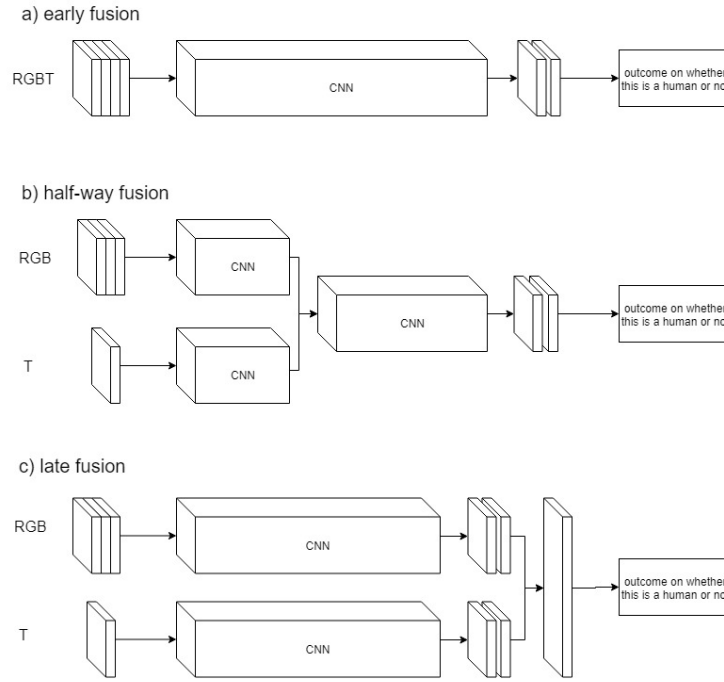 a) early fusion
RGBT
CNN
outcome on whether
this is a human or no
b) half-way fusion
RGB
CNN
CNN
outcome on whether
this is a human or no
T
CNN
c) late fusion
RGB
CNN
outcome on whether
this is a human or no
T
CNN